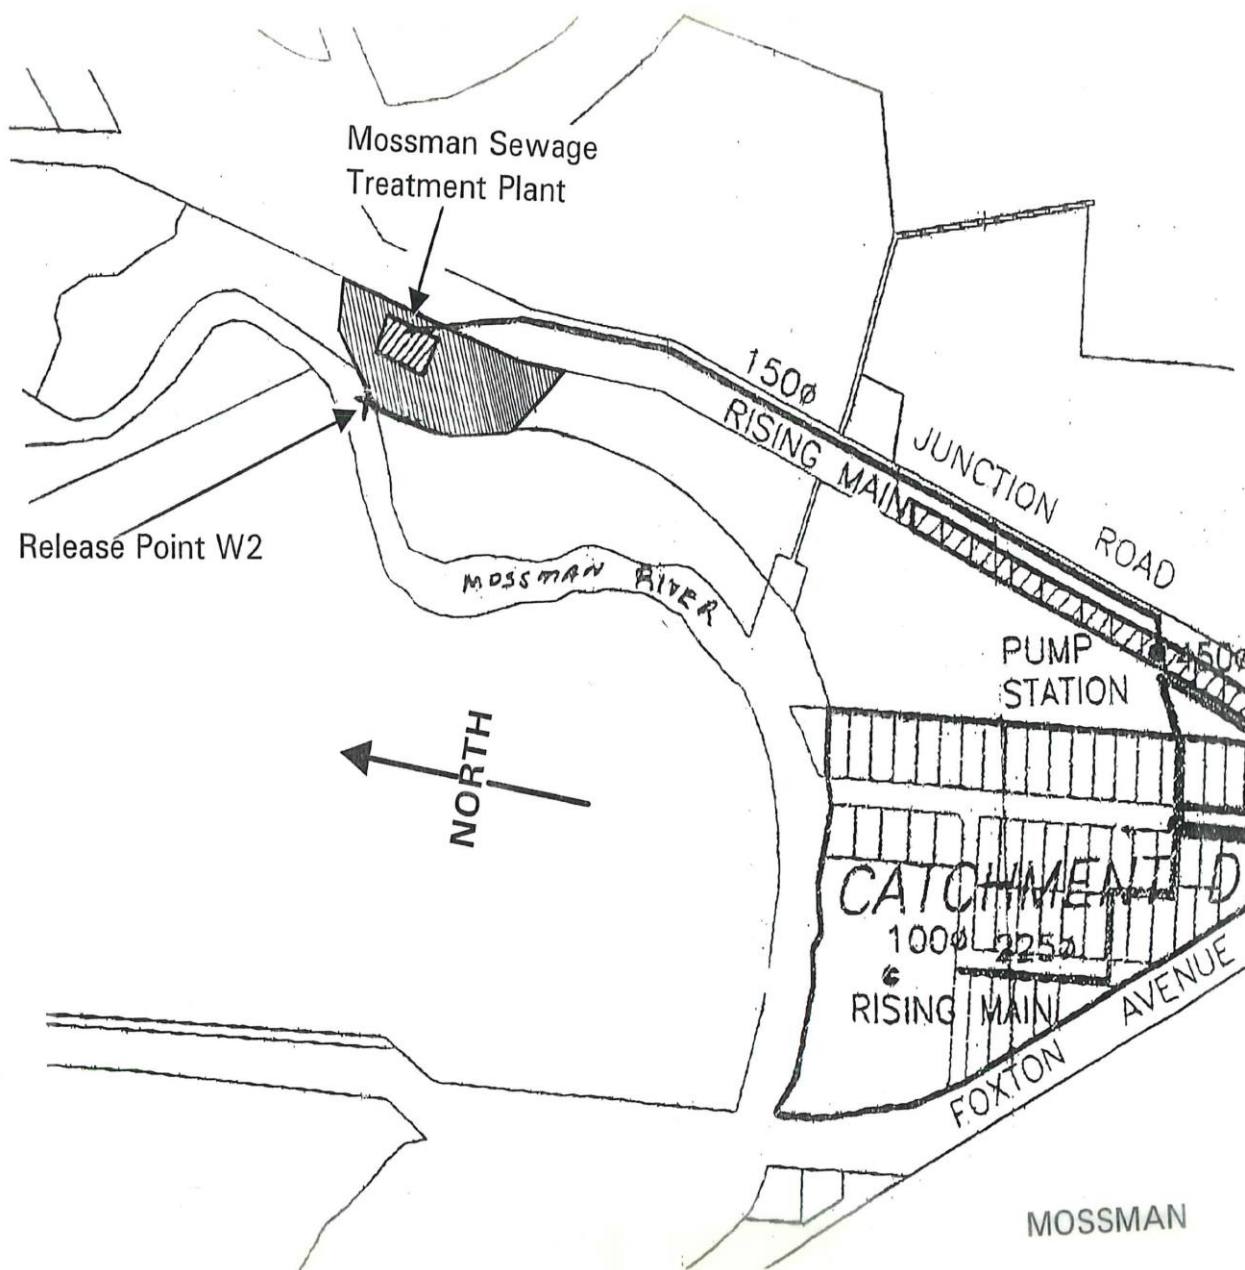 Mossman Sewage
Treatment Plant
150ø
RISING MAIN
JUNCTION
ROAD
Release Point W2
MOSSMAN RIVER
PUMP
STATION
450ø
NORTH
CATCHMENT D
100ø 225ø
RISING MAIN
FOXTON AVENUE
MOSSMAN